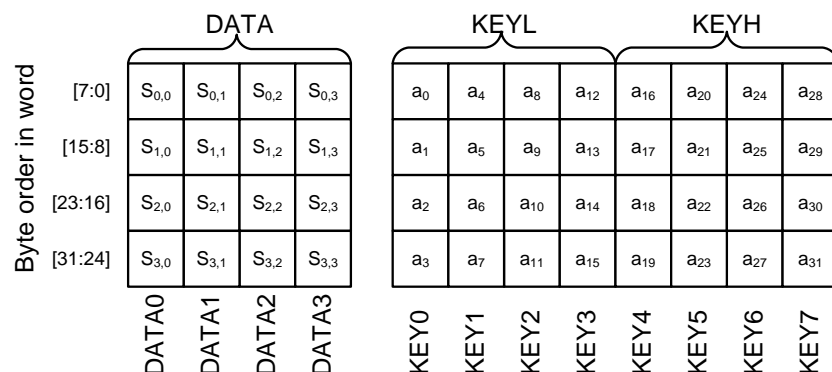 DATA KEYL KEYH
[7:0] S0,0 S0,1 S0,2 S0,3 a0 a4 a8 a12 a16 a20 a24 a28
[15:8] S1,0 S1,1 S1,2 S1,3 a1 a5 a9 a13 a17 a21 a25 a29
[23:16] S2,0 S2,1 S2,2 S2,3 a2 a6 a10 a14 a18 a22 a26 a30
[31:24] S3,0 S3,1 S3,2 S3,3 a3 a7 a11 a15 a19 a23 a27 a31
Byte order in word
DATA0 DATA1 DATA2 DATA3 KEY0 KEY1 KEY2 KEY3 KEY4 KEY5 KEY6 KEY7